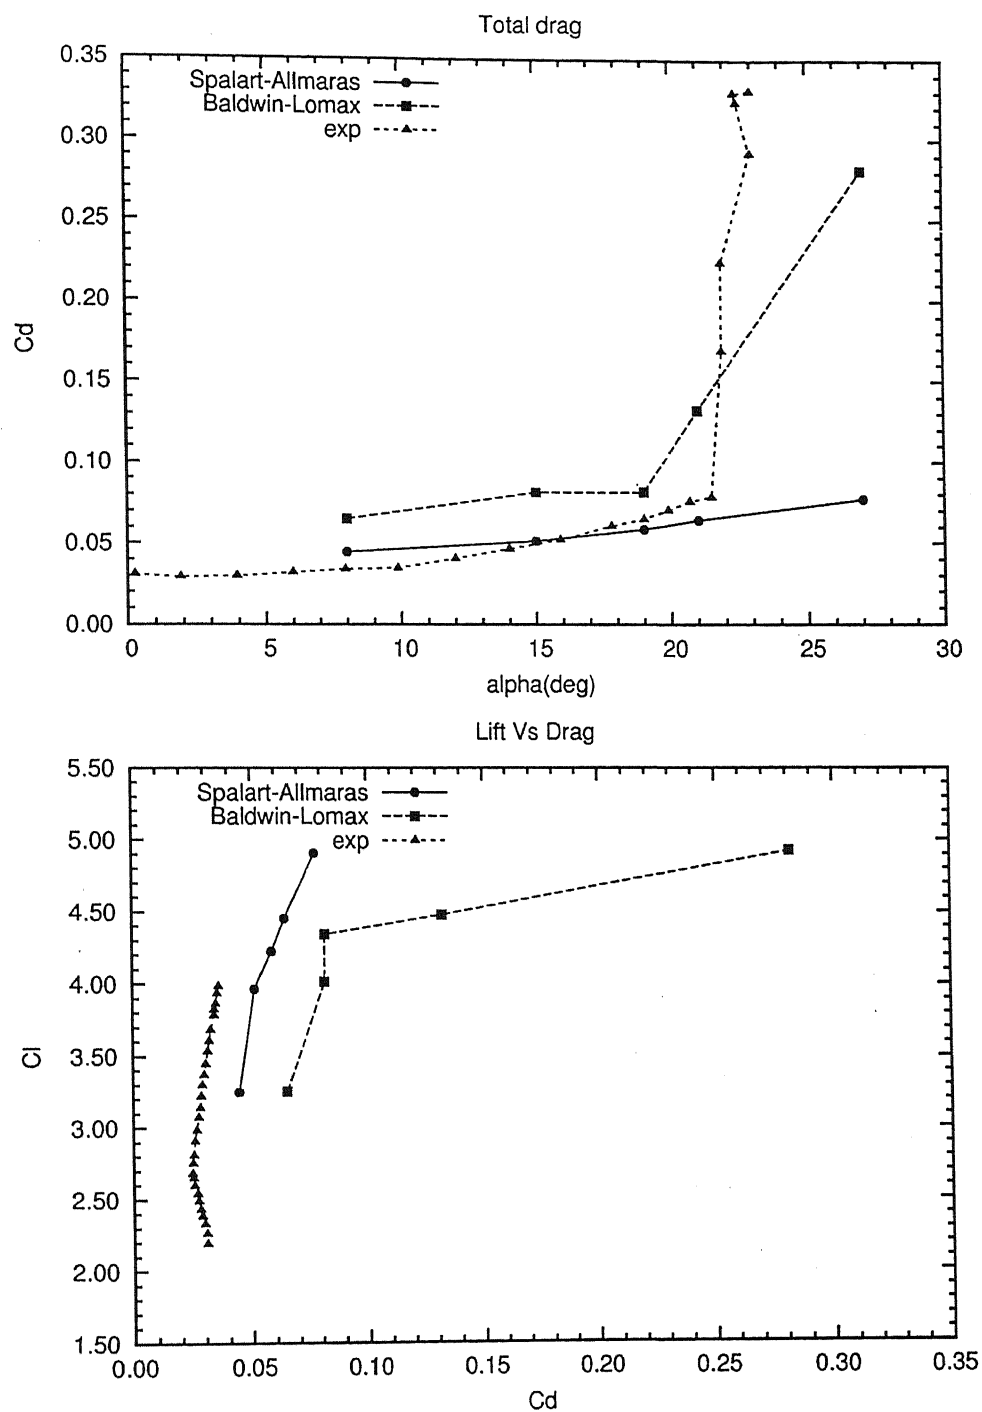 Total drag
0.35
0.30
0.25
0.20
0.15
0.10
0.05
0.00
Cd
Spalart-Allmaras
Baldwin-Lomax
exp
0 5 10 15 20 25 30
alpha(deg)
Lift Vs Drag
5.50
5.00
4.50
4.00
3.50
3.00
2.50
2.00
1.50
Cl
Spalart-Allmaras
Baldwin-Lomax
exp
0.00 0.05 0.10 0.15 0.20 0.25 0.30 0.35
Cd